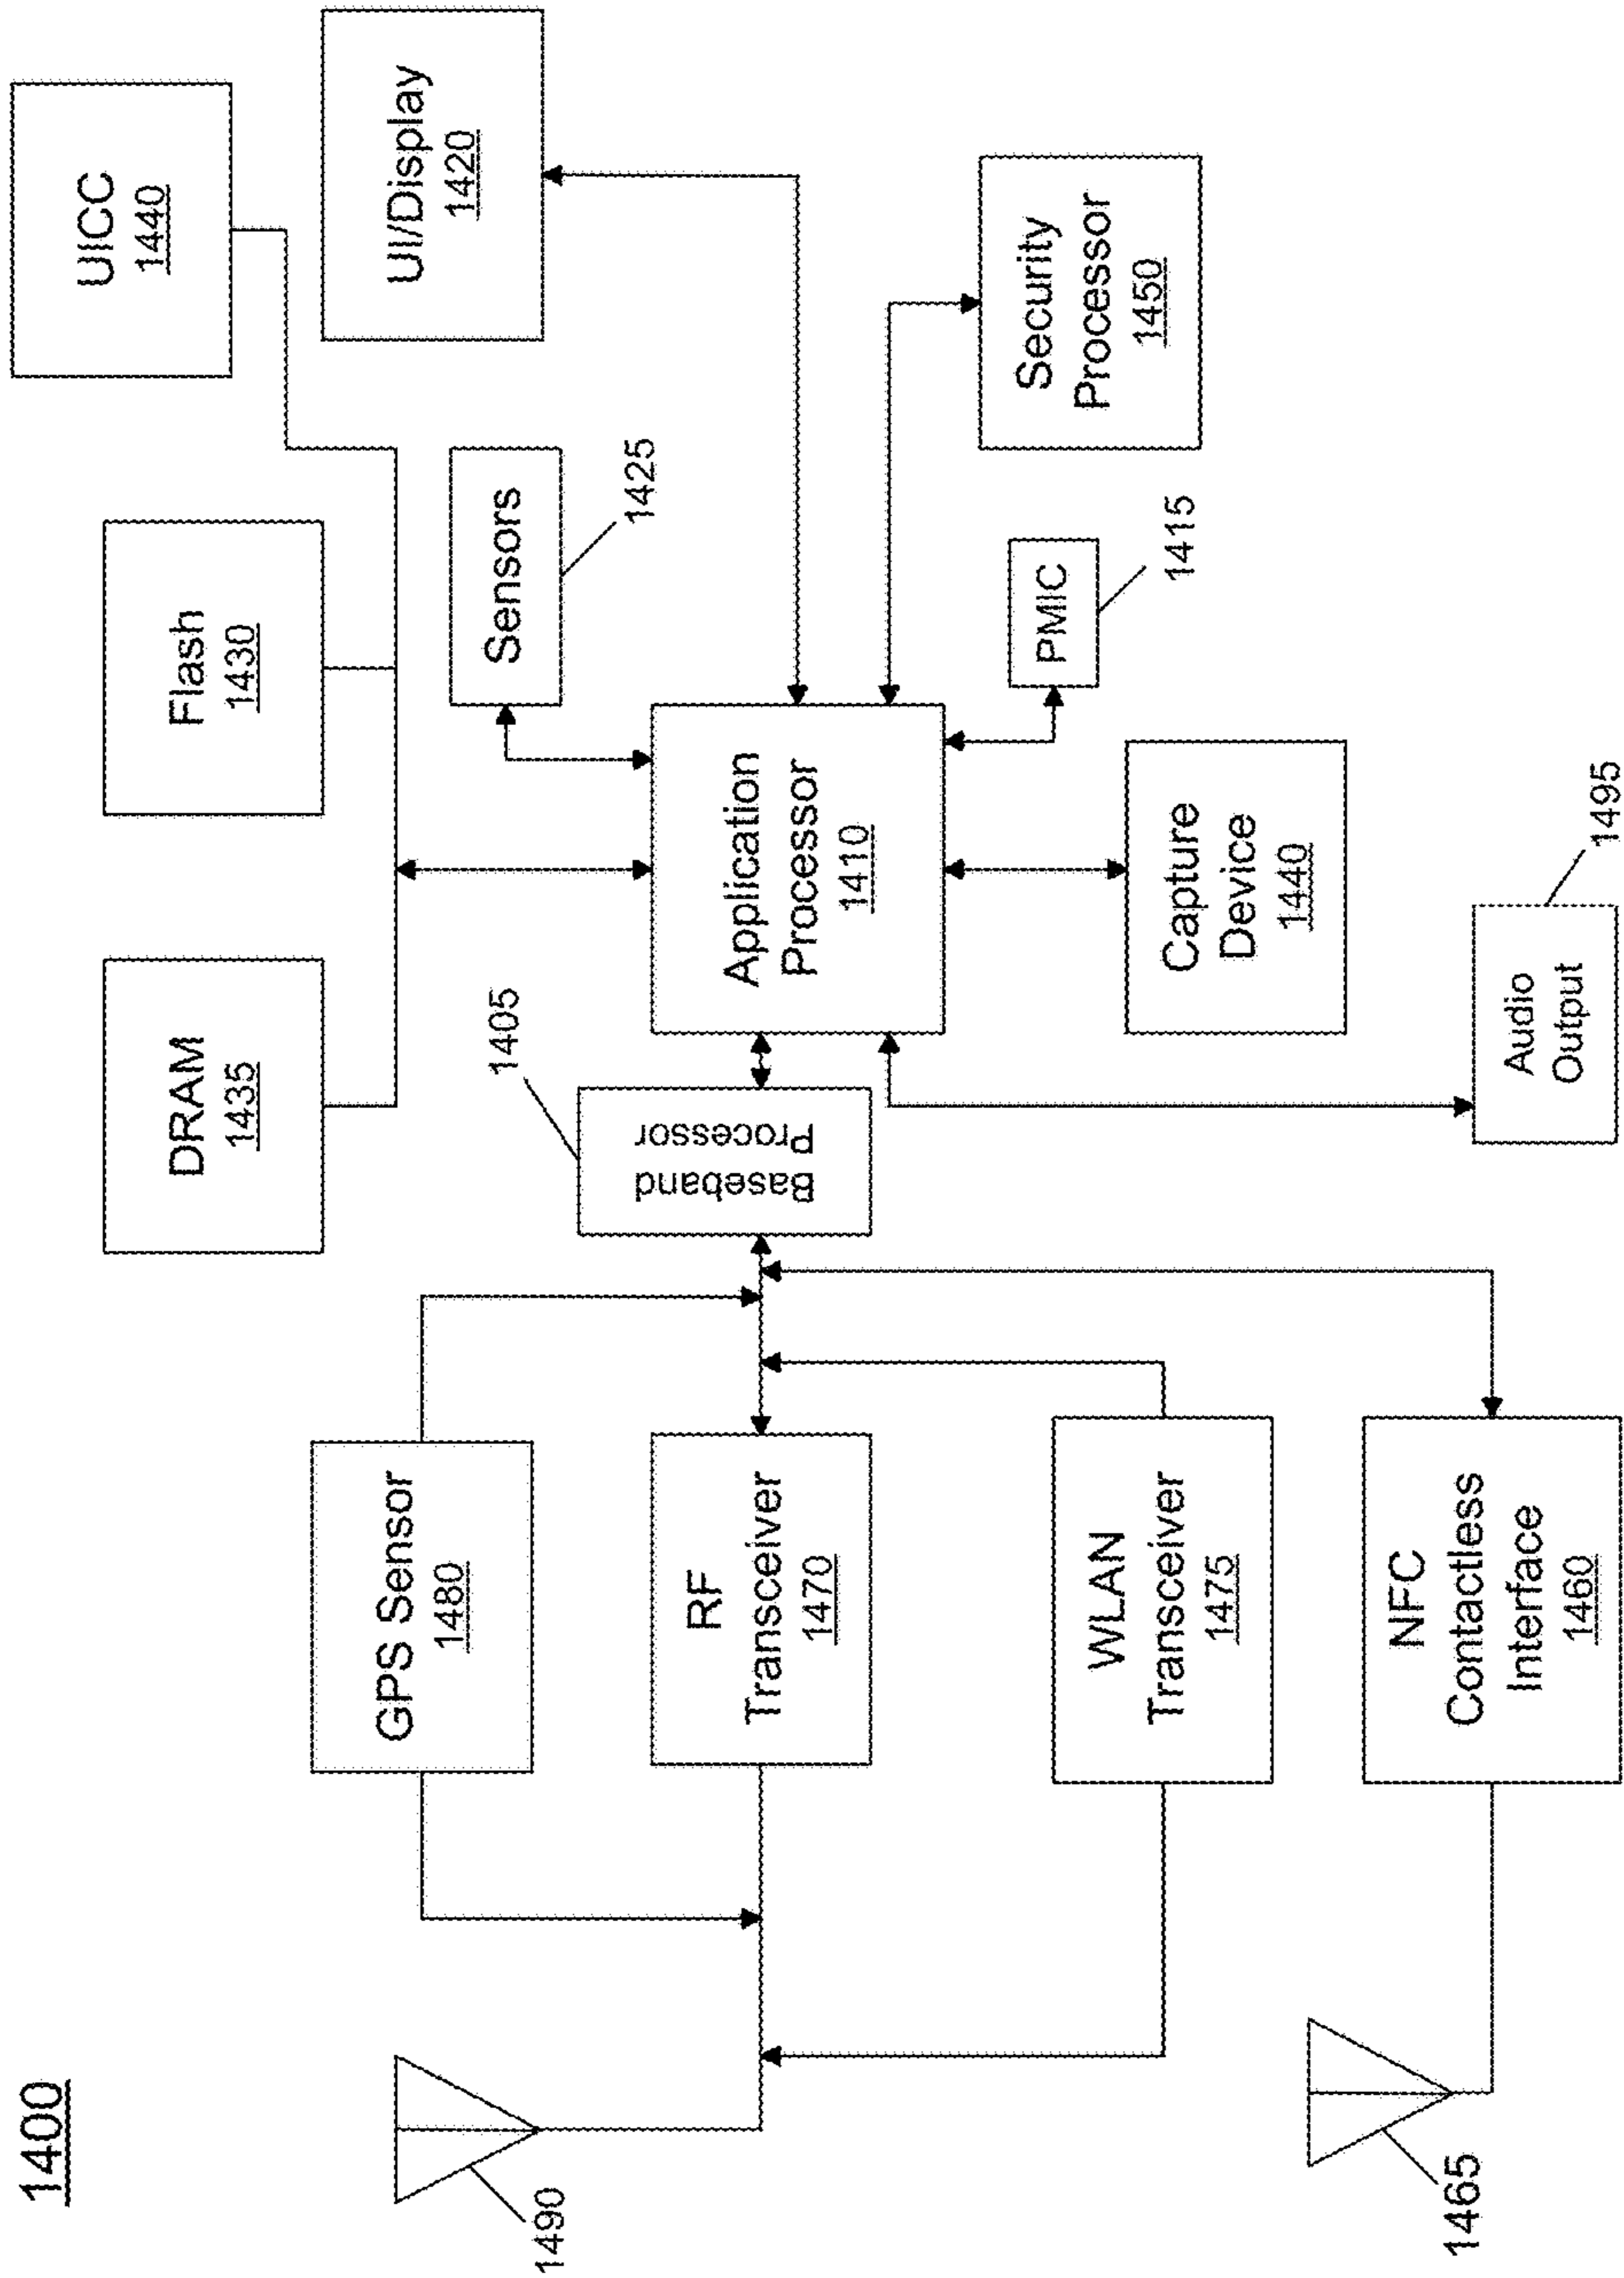 1400
UICC
1440
Flash
1430
DRAM
1435
UI/Display
1420
Sensors
1425
GPS Sensor
1480
1405
Baseband
Processor
Application
Processor
1410
RF
Transceiver
1470
1490
Security
Processor
1450
PMIC
1415
Capture
Device
1440
WLAN
Transceiver
1475
NFC
Contactless
Interface
1460
1465
Audio
Output
1495